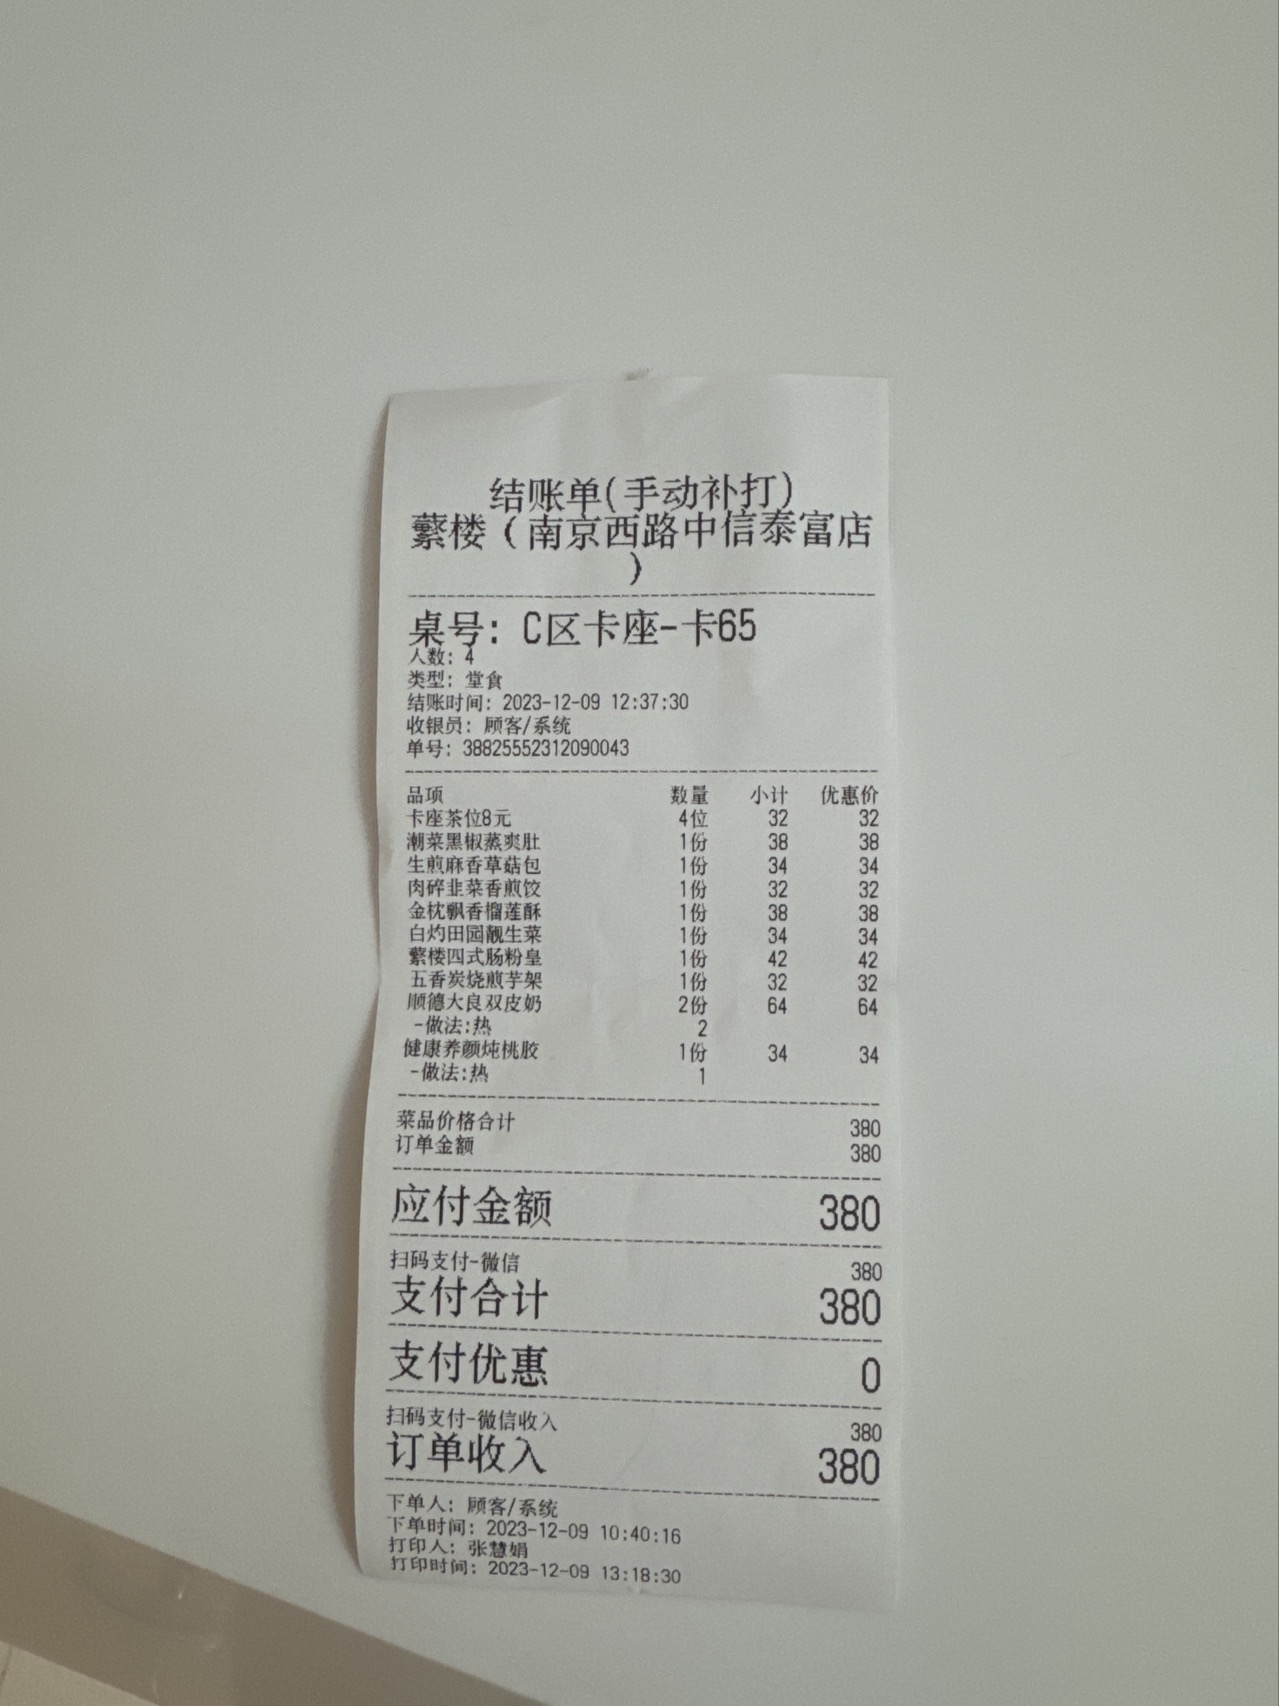 结账单(手动补打)
蘩楼（南京西路中信泰富店
）
桌号: C区卡座-卡65
人数: 4
类型: 堂食
结账时间: 2023-12-09 12:37:30
收银员: 顾客/系统
单号: 38825552312090043
品项 数量 小计 优惠价
卡座茶位8元 4位 32 32
潮菜黑椒蒸爽肚 1份 38 38
生煎麻香草菇包 1份 34 34
肉碎韭菜香煎饺 1份 32 32
金枕飘香榴莲酥 1份 38 38
白灼田园靓生菜 1份 34 34
蘩楼四式肠粉皇 1份 42 42
五香炭烧煎芋架 1份 32 32
顺德大良双皮奶 2份 64 64
-做法:热 2
健康养颜炖桃胶 1份 34 34
-做法:热 1
菜品价格合计 380
订单金额 380
应付金额 380
扫码支付-微信 380
支付合计 380
支付优惠 0
扫码支付-微信收入 380
订单收入 380
下单人: 顾客/系统
下单时间: 2023-12-09 10:40:16
打印人: 张慧娟
打印时间: 2023-12-09 13:18:30